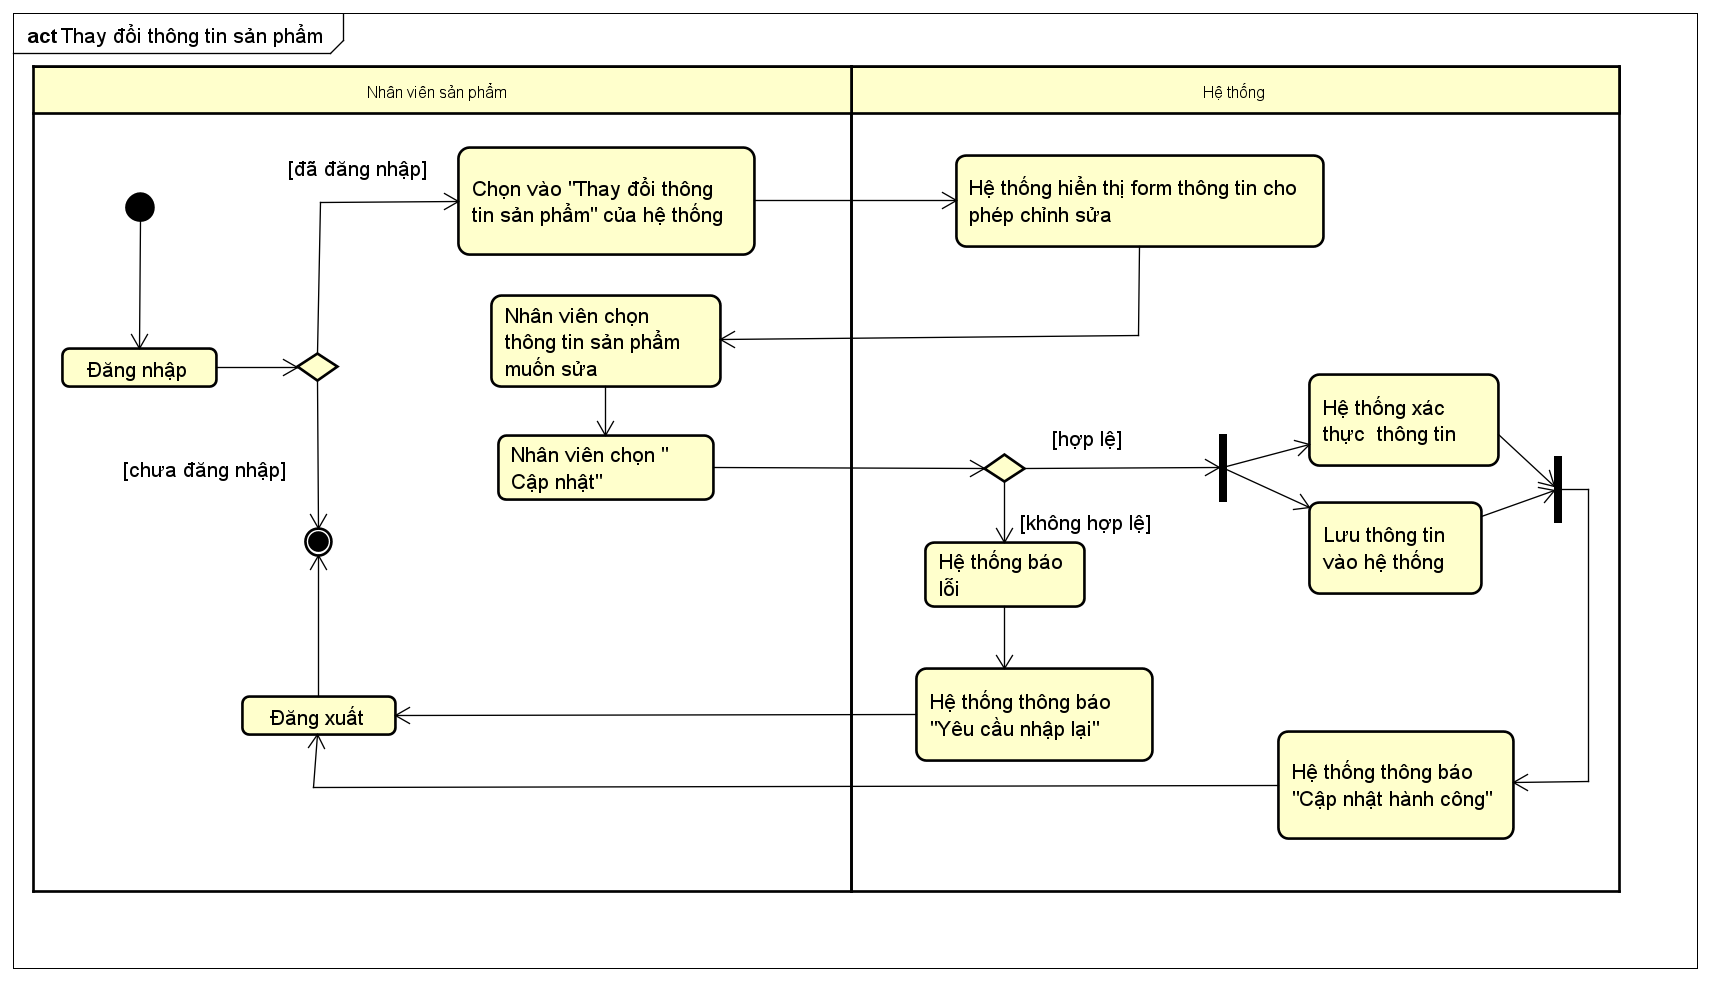 act Thay đổi thông tin sản phẩm
Nhân viên sản phẩm
Hệ thống
[đã đăng nhập]
Chọn vào "Thay đổi thông
tin sản phẩm" của hệ thống
Hệ thống hiển thị form thông tin cho
phép chỉnh sửa
Nhân viên chọn
thông tin sản phẩm
muốn sửa
Đăng nhập
Nhân viên chọn "
Cập nhật"
[hợp lệ]
Hệ thống xác
thực  thông tin
[chưa đăng nhập]
[không hợp lệ]
Lưu thông tin
vào hệ thống
Hệ thống báo
lỗi
Hệ thống thông báo
"Yêu cầu nhập lại"
Đăng xuất
Hệ thống thông báo
"Cập nhật hành công"